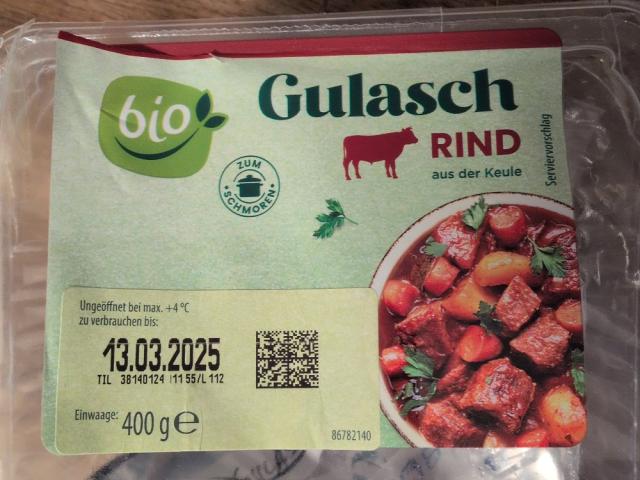 bio
Gulasch
RIND
aus der Keule
Serviervorschlag
ZUM
SCHMOREN
Ungeöffnet bei max. +4 °C
zu verbrauchen bis:
13.03.2025
TIL 38140124 11 55/L 112
Einwaage: 400 g e
86782140